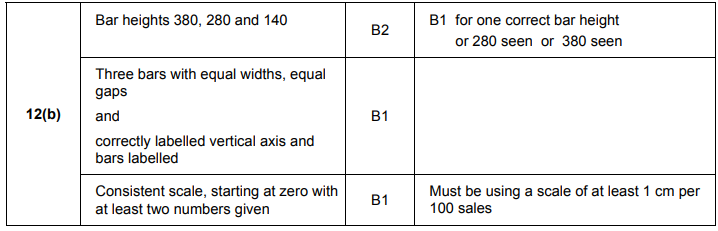 12(b)
Bar heights 380, 280 and 140
B2
B1 for one correct bar height
or 280 seen or 380 seen
Three bars with equal widths, equal
gaps
and
correctly labelled vertical axis and
bars labelled
B1
Consistent scale, starting at zero with
at least two numbers given
B1
Must be using a scale of at least 1 cm per
100 sales